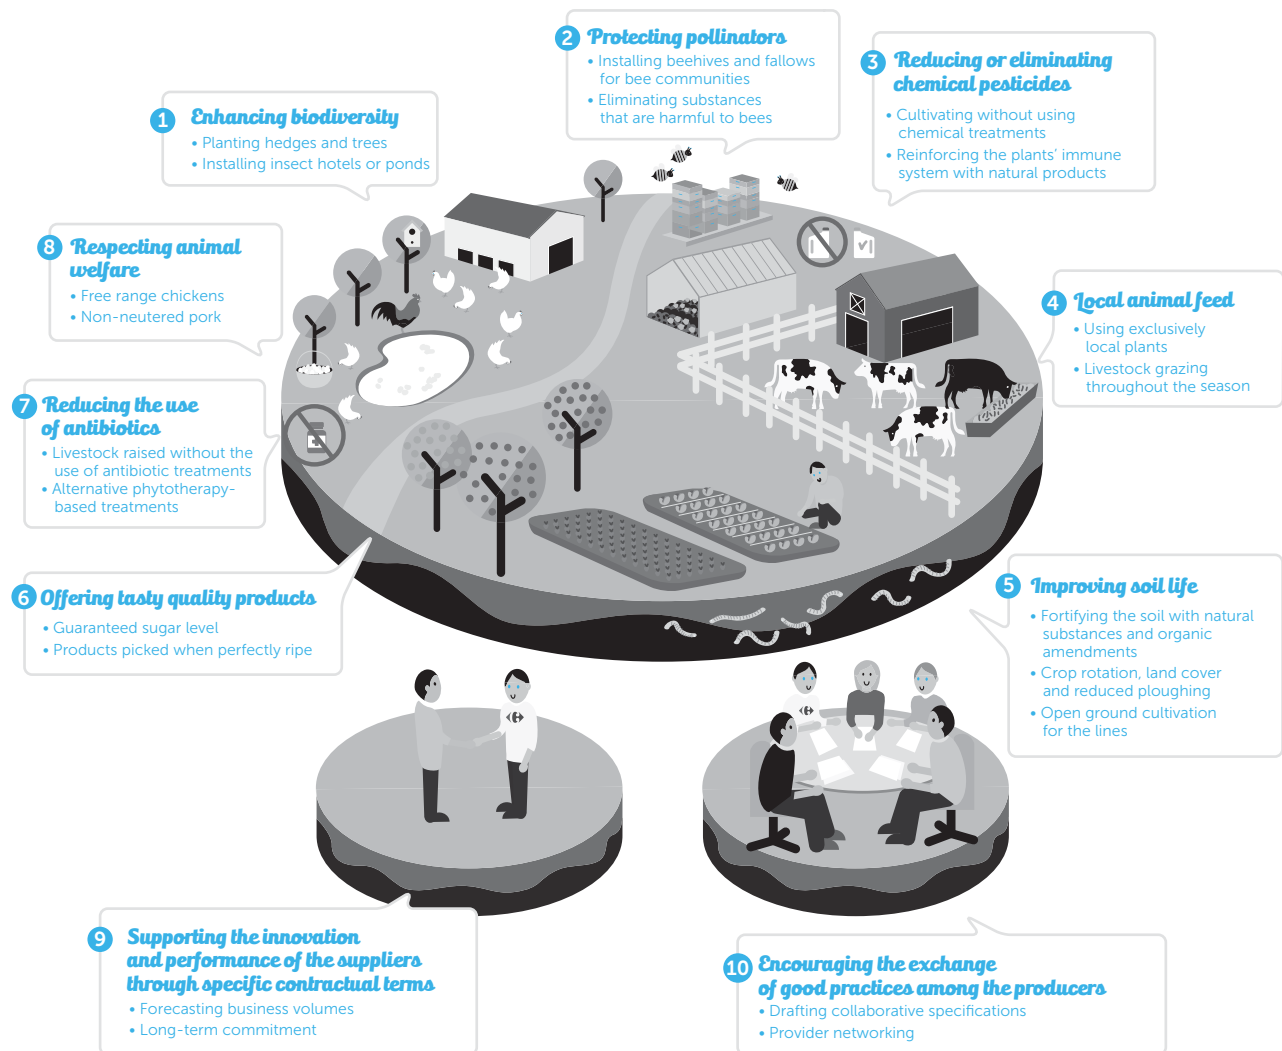 1 Enhancing biodiversity
• Planting hedges and trees
• Installing insect hotels or ponds
2 Protecting pollinators
• Installing beehives and fallows
for bee communities
• Eliminating substances
that are harmful to bees
3 Reducing or eliminating
chemical pesticides
• Cultivating without using
chemical treatments
• Reinforcing the plants' immune
system with natural products
4 Local animal feed
• Using exclusively
local plants
• Livestock grazing
throughout the season
5 Improving soil life
• Fortifying the soil with natural
substances and organic
amendments
• Crop rotation, land cover
and reduced ploughing
• Open ground cultivation
for the lines
6 Offering tasty quality products
• Guaranteed sugar level
• Products picked when perfectly ripe
7 Reducing the use
of antibiotics
• Livestock raised without the
use of antibiotic treatments
• Alternative phytotherapy-
based treatments
8 Respecting animal
welfare
• Free range chickens
• Non-neutered pork
9 Supporting the innovation
and performance of the suppliers
through specific contractual terms
• Forecasting business volumes
• Long-term commitment
10 Encouraging the exchange
of good practices among the producers
• Drafting collaborative specifications
• Provider networking